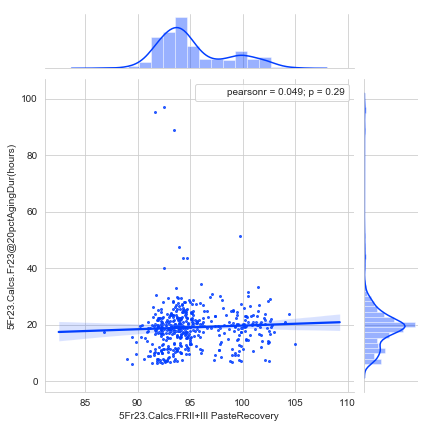 pearsonr = 0.049; p = 0.29
5Fr23.Calcs.Fr23@20pctAgingDur(hours)
100
80
60
40
20
0
85 90 95 100 105 110
5Fr23.Calcs.FRII+III PasteRecovery